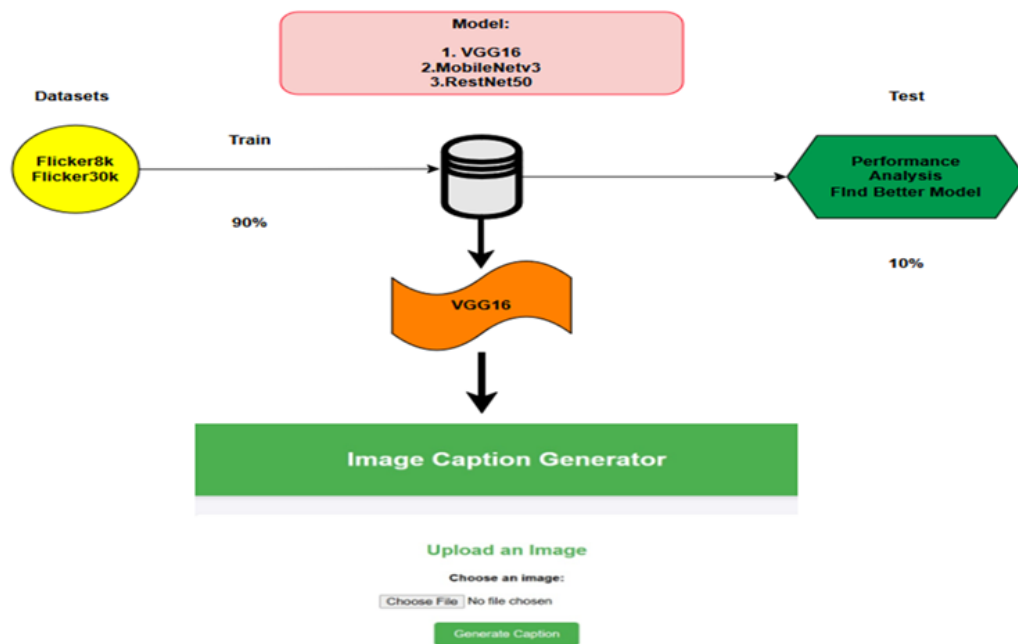 Model:
1. VGG16
2.MobileNetv3
3.RestNet50
Datasets
Test
Flicker8k
Flicker30k
Train
90%
Performance
Analysis
FInd Better Model
10%
VGG16
Image Caption Generator
Upload an Image
Choose an image:
Choose File No file chosen
Generate Caption